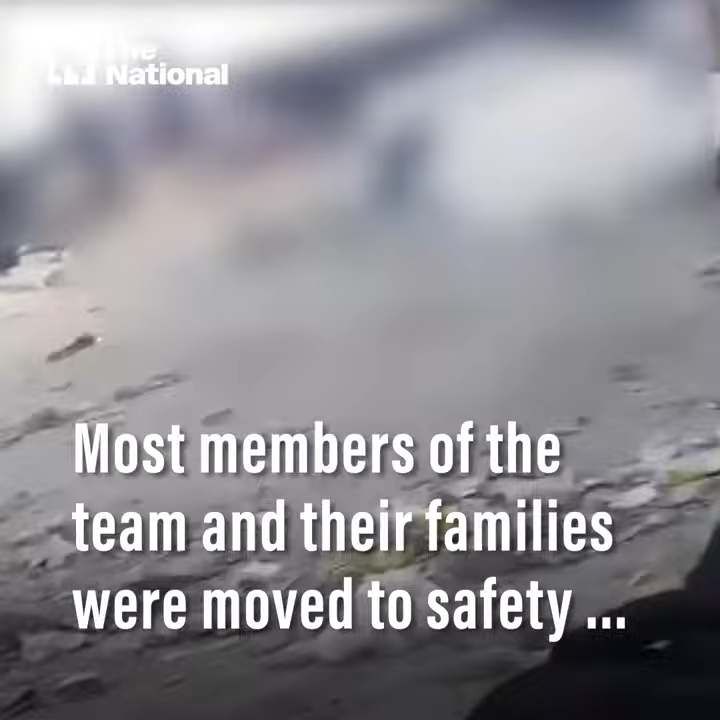 The
National
Most members of the
team and their families
were moved to safety ...